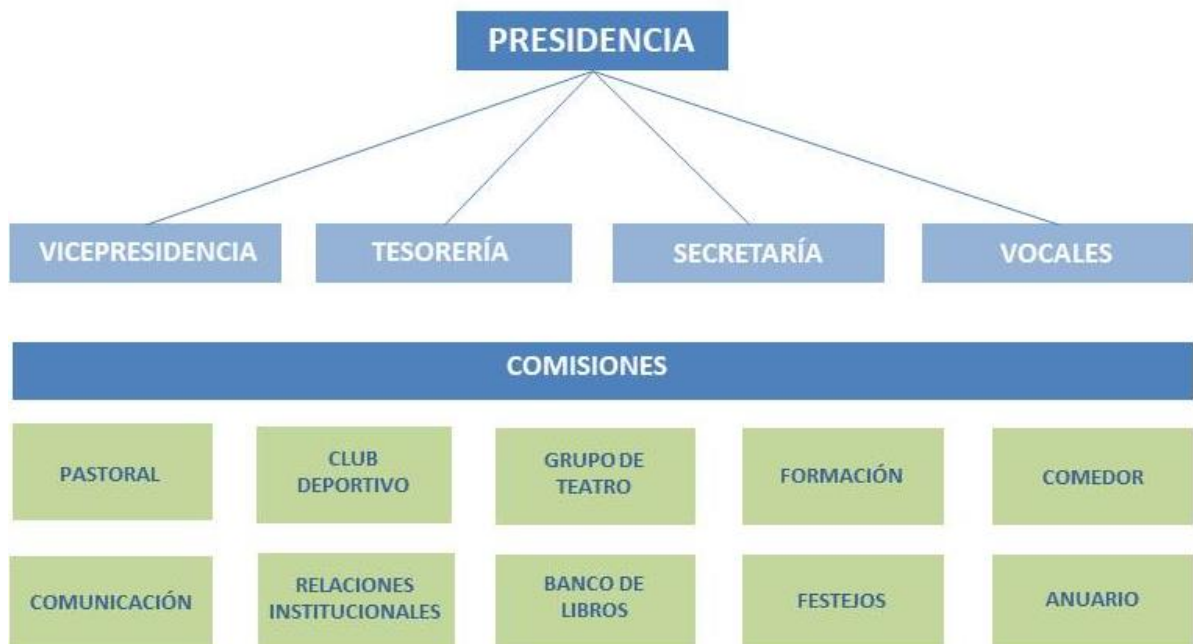 PRESIDENCIA
VICEPRESIDENCIA
TESORERÍA
SECRETARÍA
VOCALES
COMISIONES
PASTORAL
CLUB
DEPORTIVO
GRUPO DE
TEATRO
FORMACIÓN
COMEDOR
COMUNICACIÓN
RELACIONES
INSTITUCIONALES
BANCO DE
LIBROS
FESTEJOS
ANUARIO